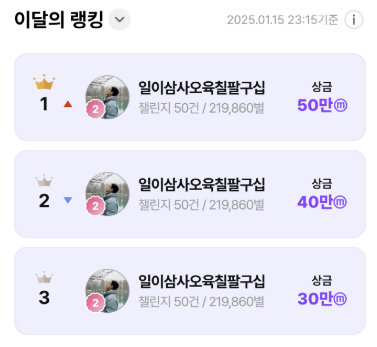 이달의 랭킹
2025.01.15 23:15기준 i
1
2
일이삼사오육칠팔구십
챌린지 50건 / 219,860별
상금
50만ⓜ
2
2
일이삼사오육칠팔구십
챌린지 50건 / 219,860별
상금
40만ⓜ
3
2
일이삼사오육칠팔구십
챌린지 50건 / 219,860별
상금
30만ⓜ